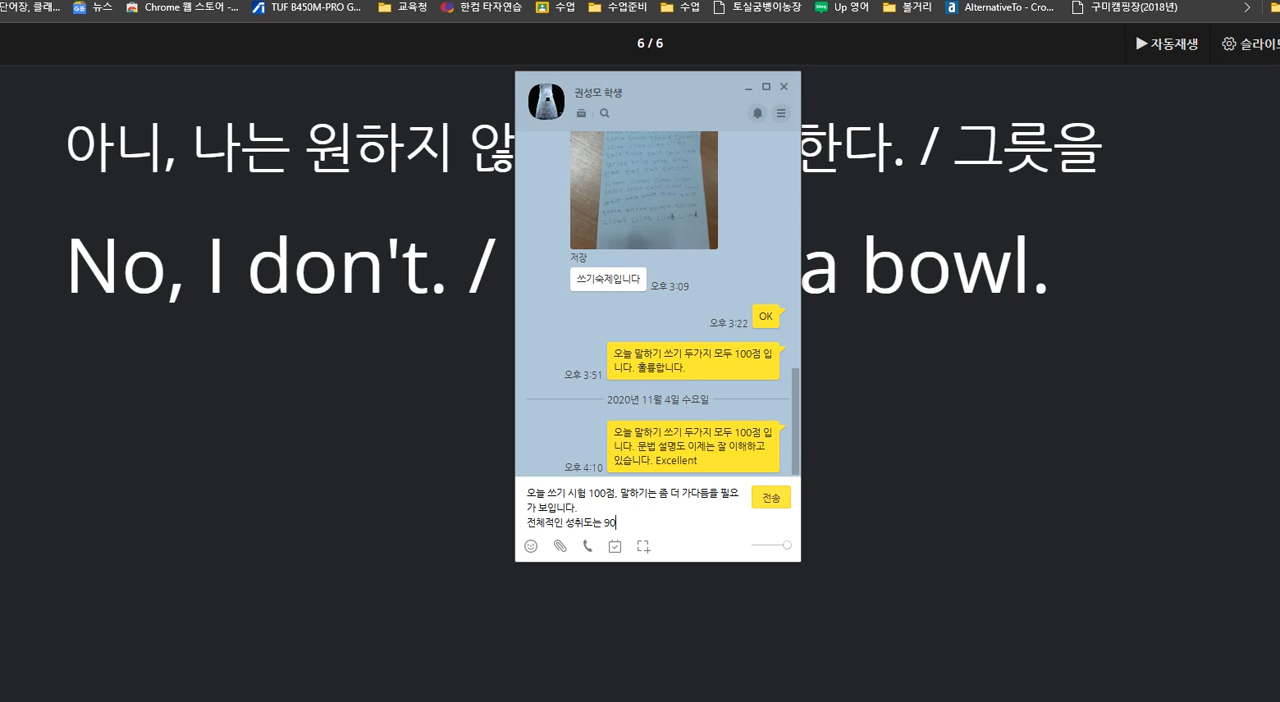 단어장, 클래... 뉴스 Chrome 웹 스토어 -... TUF B450M-PRO G... 교육청 한컴 타자연습 수업 수업준비 수업 토실굼벵이농장 Up 영어 볼거리 AlternativeTo - Cro... 구미캠핑장(2018년)
6 / 6
자동재생 슬라이드
권성모 학생
아니, 나는 원하지 않 한다. / 그릇을
No, I don't. / a bowl.
저장
쓰기숙제입니다
오후 3:09
OK
오후 3:22
오늘 말하기 쓰기 두가지 모두 100점 입
니다. 훌륭합니다.
오후 3:51
2020년 11월 4일 수요일
오늘 말하기 쓰기 두가지 모두 100점 입
니다. 문법 설명도 이제는 잘 이해하고
있습니다. Excellent
오후 4:10
오늘 쓰기 시험 100점, 말하기는 좀 더 가다듬을 필요
가 보입니다.
전체적인 성취도는 90
전송